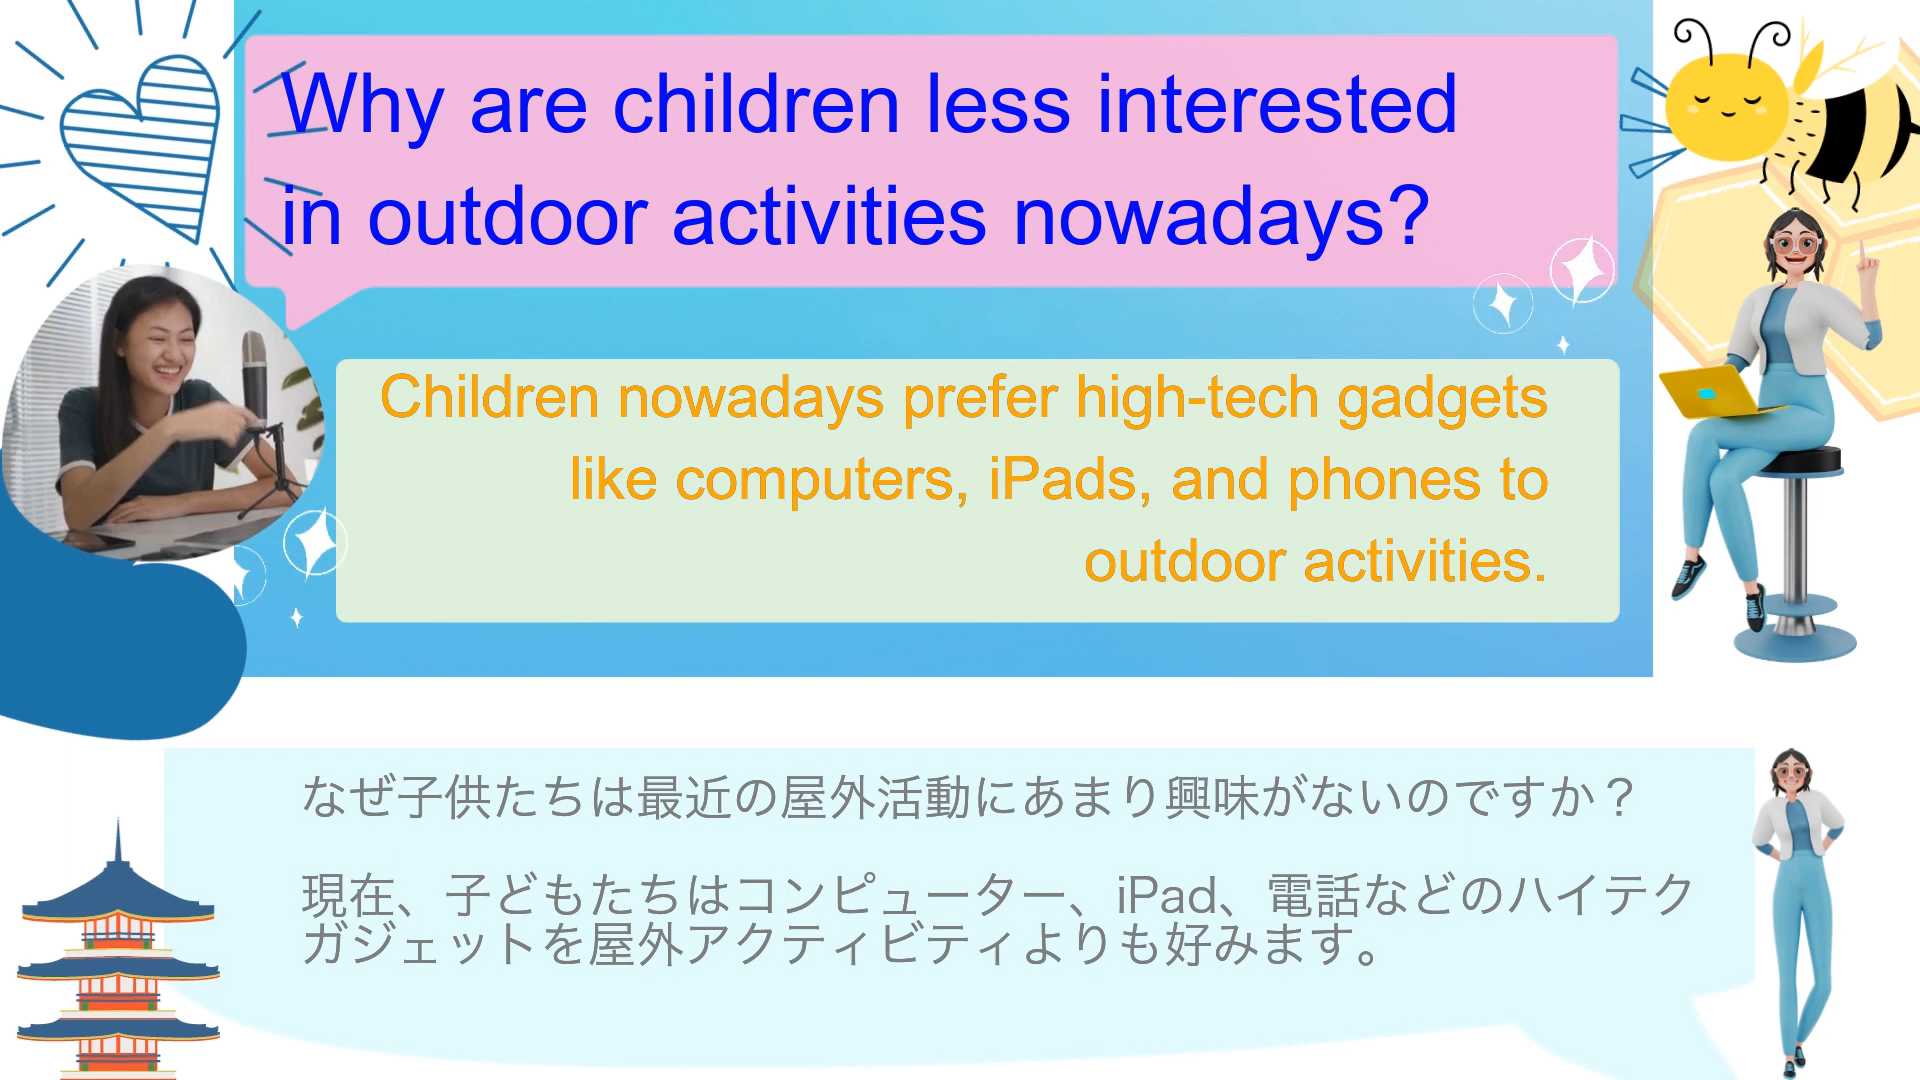 Why are children less interested
in outdoor activities nowadays?
Children nowadays prefer high-tech gadgets
like computers, iPads, and phones to
outdoor activities.
なぜ子供たちは最近の屋外活動にあまり興味がないのですか？
現在、子どもたちはコンピューター、iPad、電話などのハイテク
ガジェットを屋外アクティビティよりも好みます。